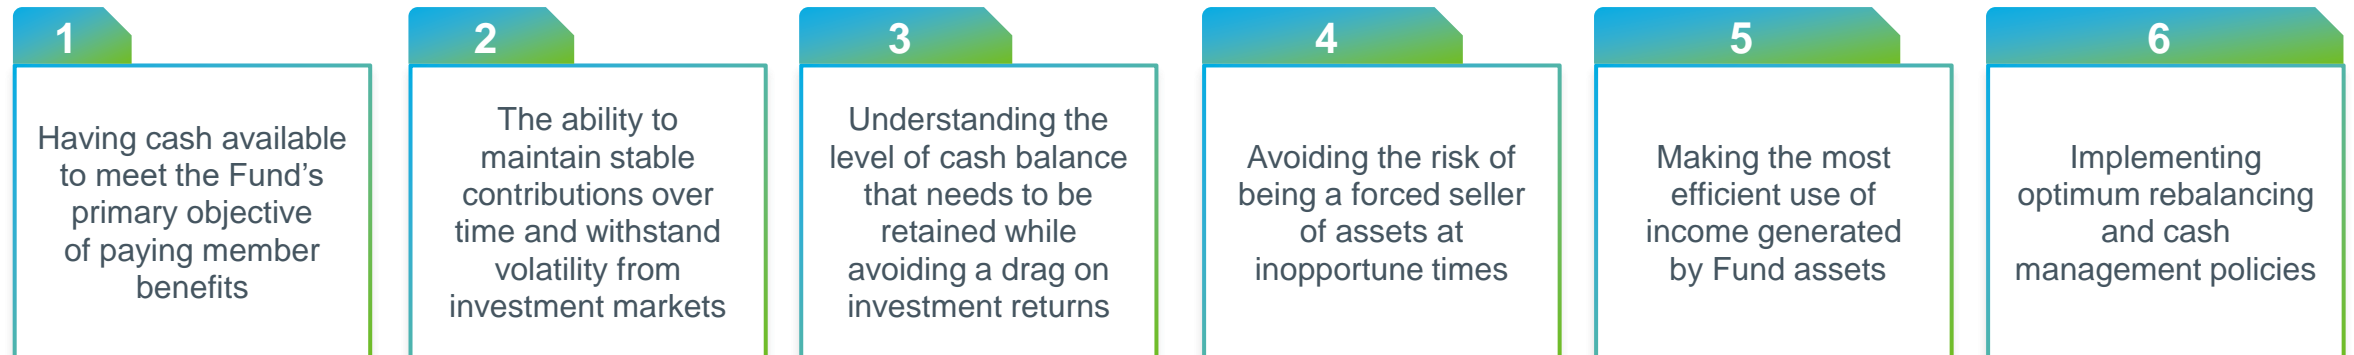 1
Having cash available
to meet the Fund’s
primary objective
of paying member
benefits
2
The ability to
maintain stable
contributions over
time and withstand
volatility from
investment markets
3
Understanding the
level of cash balance
that needs to be
retained while
avoiding a drag on
investment returns
4
Avoiding the risk of
being a forced seller
of assets at
inopportune times
5
Making the most
efficient use of
income generated
by Fund assets
6
Implementing
optimum rebalancing
and cash
management policies